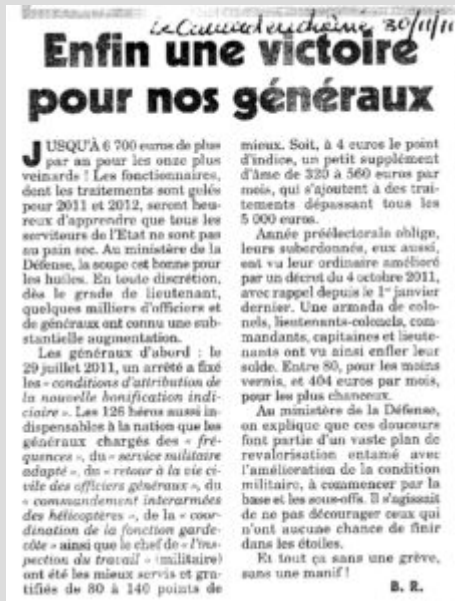 Le Canard enchaîné 30/11/11
Enfin une victoire
pour nos généraux
JUSQU'À 6 700 euros de plus
par an pour les onze plus
veinards ! Les fonctionnaires,
dont les traitements sont gelés
pour 2011 et 2012, seront heu-
reux d'apprendre que tous les
serviteurs de l'Etat ne sont pas
au pain sec. Au ministère de la
Défense, la soupe est bonne pour
les huiles. En toute discrétion,
dès le grade de lieutenant,
quelques milliers d'officiers et
de généraux ont connu une sub-
stantielle augmentation.
Les généraux d'abord : le
29 juillet 2011, un arrêté a fixé
les « conditions d'attribution de
la nouvelle bonification indi-
ciaire ». Les 126 héros aussi in-
dispensables à la nation que les
généraux chargés des « fré-
quences », du « service militaire
adapté », du « retour à la vie ci-
vile des officiers généraux », du
« commandement interarmées
des hélicoptères », de la « coor-
dination de la fonction garde-
côte » ainsi que le chef de « l'ins-
pection du travail » (militaire)
ont été les mieux servis et gra-
tifiés de 80 à 140 points de
mieux. Soit, à 4 euros le point
d'indice, un petit supplément
d'âme de 320 à 560 euros par
mois, qui s'ajoutent à des trai-
tements dépassant tous les
5 000 euros.
Année préélectorale oblige,
leurs subordonnés, eux aussi,
ont vu leur ordinaire amélioré
par un décret du 4 octobre 2011,
avec rappel depuis le 1er janvier
dernier. Une armada de colo-
nels, lieutenants-colonels, com-
mandants, capitaines et lieute-
nants ont vu ainsi enfler leur
solde. Entre 80, pour les moins
vernis, et 404 euros par mois,
pour les plus chanceux.
Au ministère de la Défense,
on explique que ces douceurs
font partie d'un vaste plan de
revalorisation entamé avec
l'amélioration de la condition
militaire, à commencer par la
base et les sous-offs. Il s'agissait
de ne pas décourager ceux qui
n'ont aucune chance de finir
dans les étoiles.
Et tout ça sans une grève,
sans une manif !
B. R.